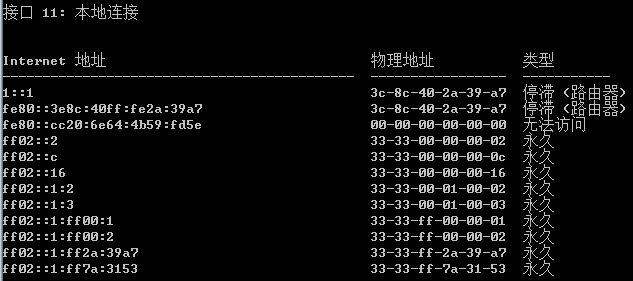 接口 11: 本地连接
Internet 地址 物理地址 类型
--------------------------------------------  -----------------  -----------
1::1 3c-8c-40-2a-39-a7 停滞 (路由器)
fe80::3e8c:40ff:fe2a:39a7 3c-8c-40-2a-39-a7 停滞 (路由器)
fe80::cc20:6e64:4b59:fd5e 00-00-00-00-00-00 无法访问
ff02::2 33-33-00-00-00-02 永久
ff02::c 33-33-00-00-00-0c 永久
ff02::16 33-33-00-00-00-16 永久
ff02::1:2 33-33-00-01-00-02 永久
ff02::1:3 33-33-00-01-00-03 永久
ff02::1:ff00:1 33-33-ff-00-00-01 永久
ff02::1:ff00:2 33-33-ff-00-00-02 永久
ff02::1:ff2a:39a7 33-33-ff-2a-39-a7 永久
ff02::1:ff7a:3153 33-33-ff-7a-31-53 永久